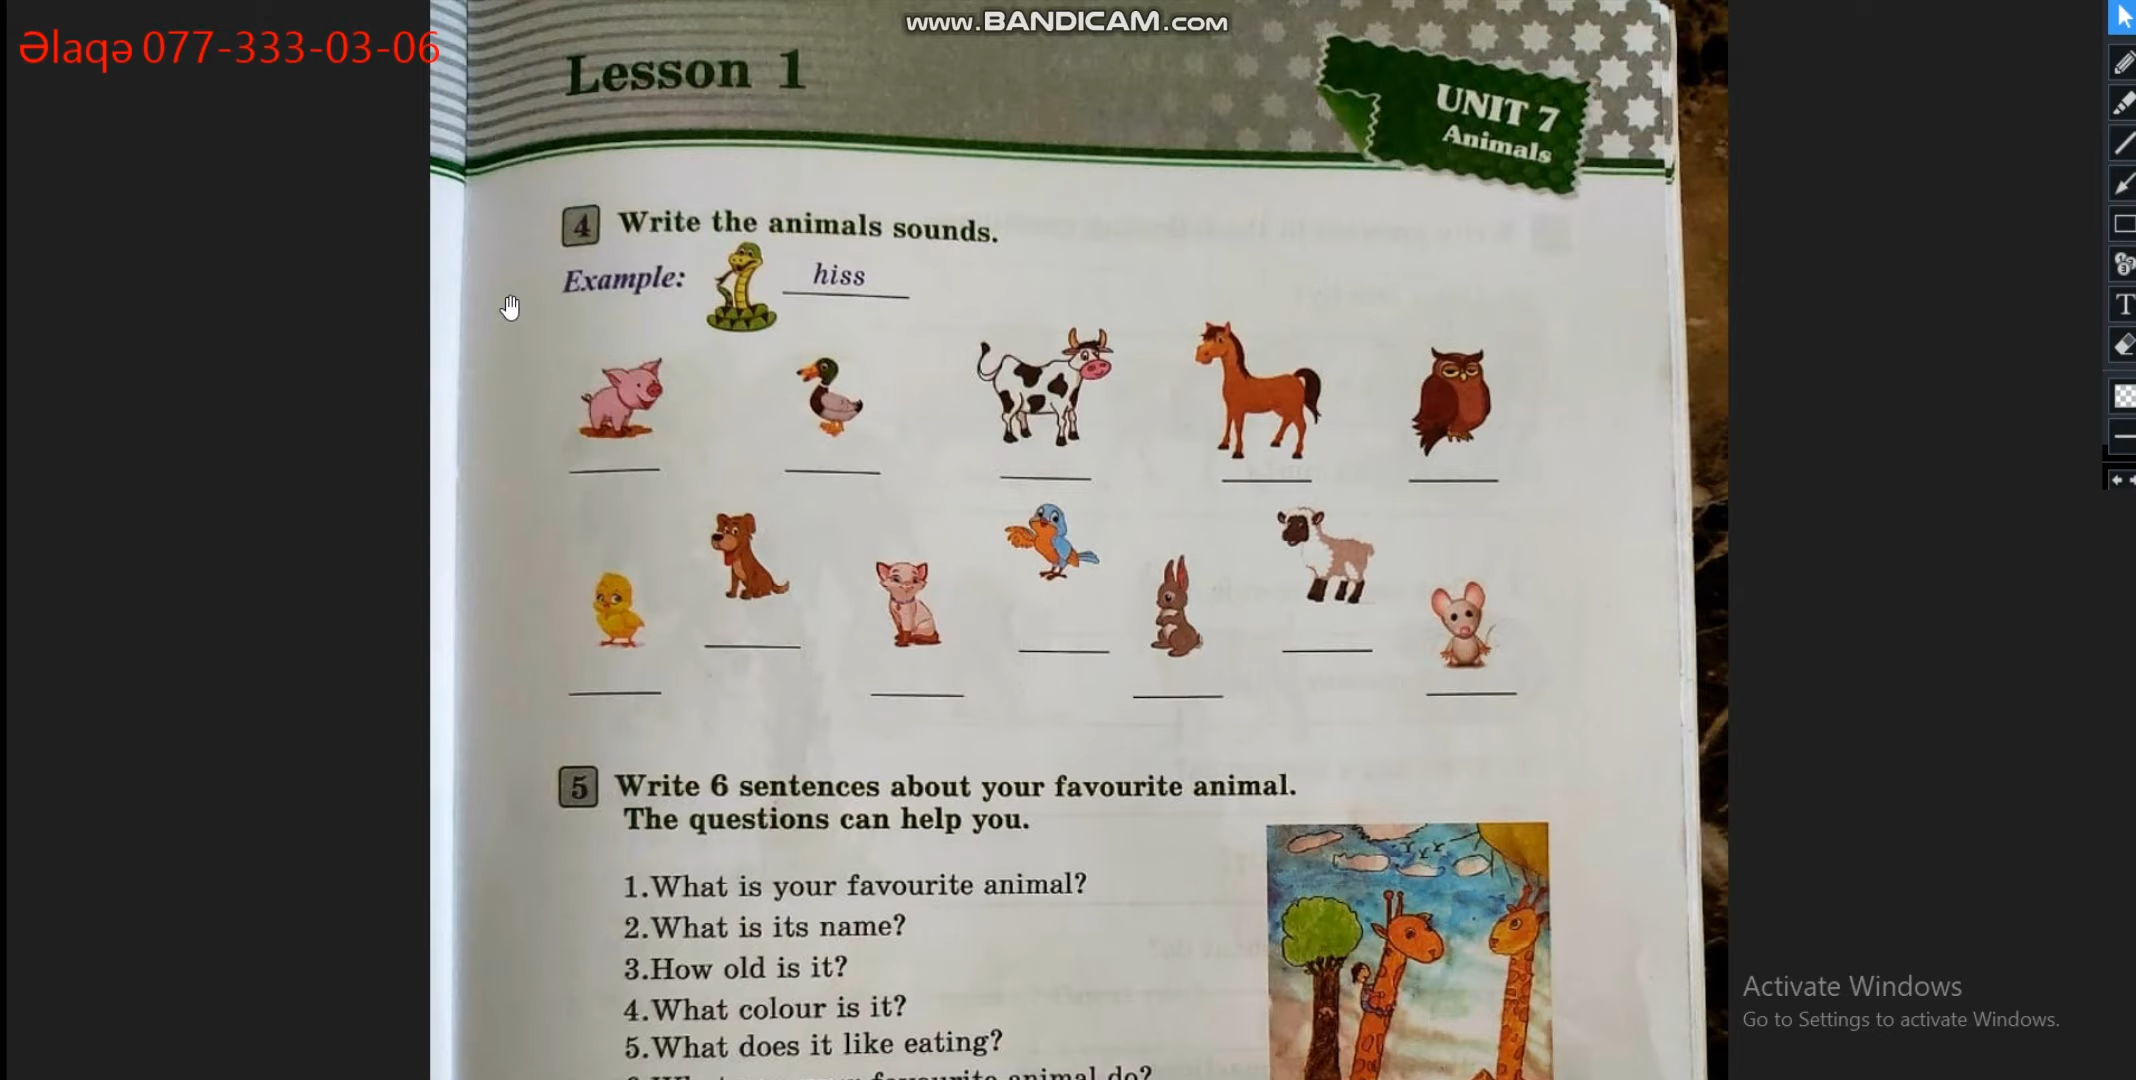 www.BANDICAM.com
Əlaqə 077-333-03-06
Lesson 1
UNIT 7
Animals
4 Write the animals sounds.
Example: hiss
5 Write 6 sentences about your favourite animal.
The questions can help you.
1.What is your favourite animal?
2.What is its name?
3.How old is it?
4.What colour is it?
5.What does it like eating?
favourite animal do?
Activate Windows
Go to Settings to activate Windows.